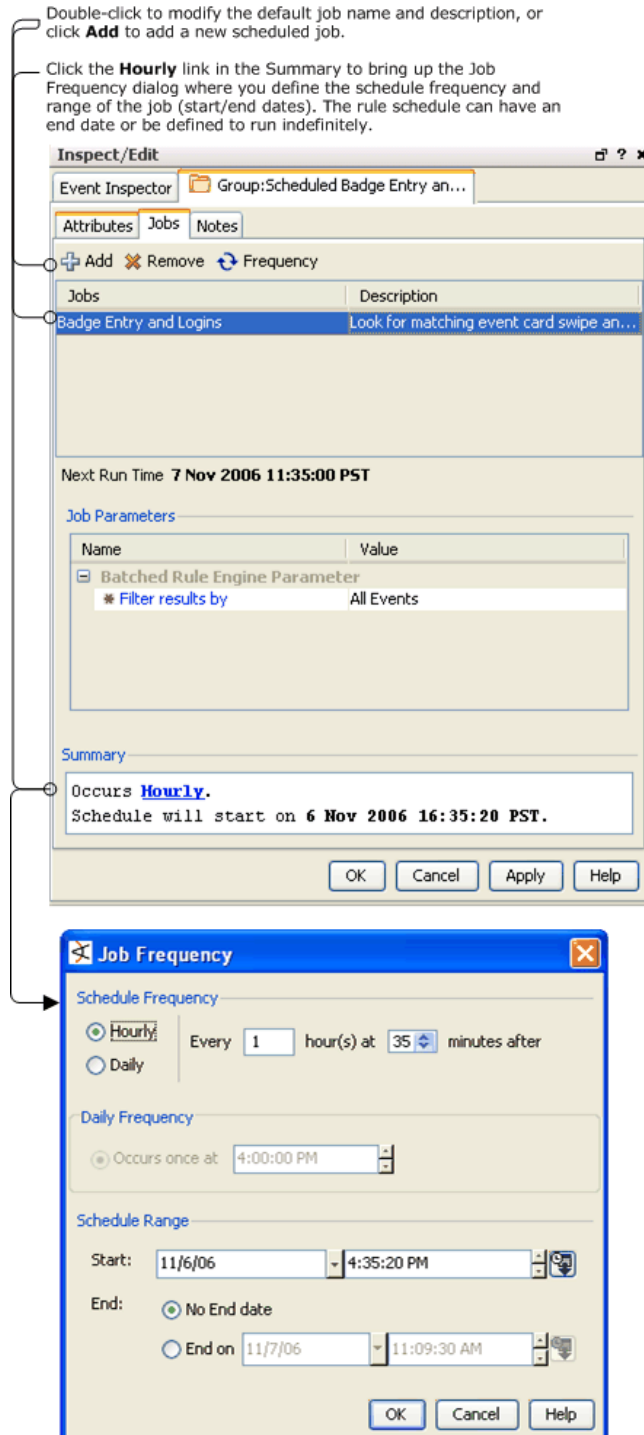 Double-click to modify the default job name and description, or
click Add to add a new scheduled job.
Click the Hourly link in the Summary to bring up the Job
Frequency dialog where you define the schedule frequency and
range of the job (start/end dates). The rule schedule can have an
end date or be defined to run indefinitely.
Inspect/Edit
Event Inspector Group:Scheduled Badge Entry an...
Attributes Jobs Notes
Add Remove Frequency
Jobs Description
Badge Entry and Logins Look for matching event card swipe an...
Next Run Time 7 Nov 2006 11:35:00 PST
Job Parameters
Name Value
Batched Rule Engine Parameter
Filter results by All Events
Summary
Occurs Hourly.
Schedule will start on 6 Nov 2006 16:35:20 PST.
OK Cancel Apply Help
Job Frequency
Schedule Frequency
Hourly Every 1 hour(s) at 35 minutes after
Daily
Daily Frequency
Occurs once at 4:00:00 PM
Schedule Range
Start: 11/6/06 4:35:20 PM
End: No End date
End on 11/7/06 11:09:30 AM
OK Cancel Help